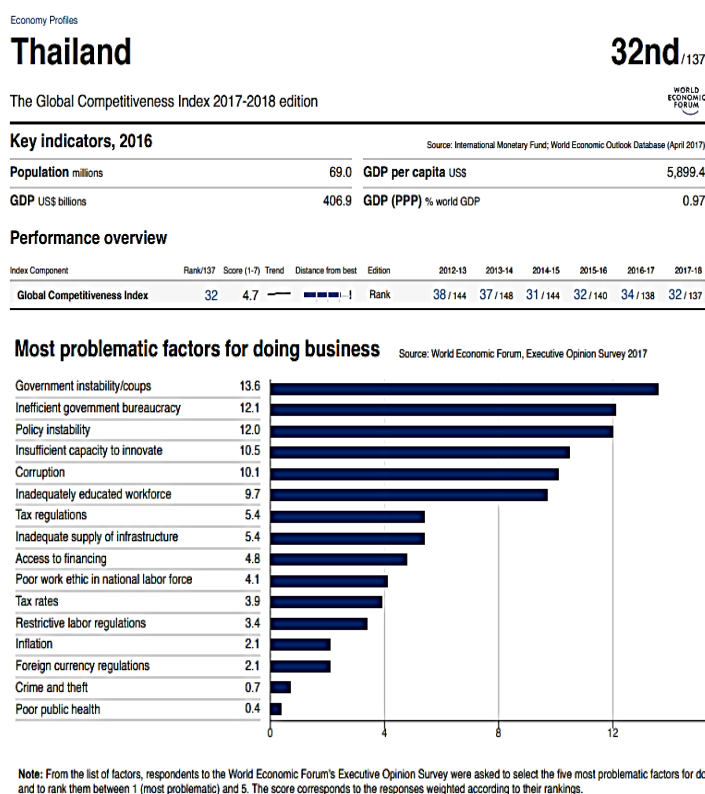 Economy Profiles
Thailand 32nd/137
The Global Competitiveness Index 2017-2018 edition
WORLD
ECONOMIC
FORUM
Key indicators, 2016 Source: International Monetary Fund; World Economic Outlook Database (April 2017)
Population millions 69.0 GDP per capita US$ 5,899.4
GDP US$ billions 406.9 GDP (PPP) % world GDP 0.97
Performance overview
Index Component Rank/137 Score (1-7) Trend Distance from best Edition 2012-13 2013-14 2014-15 2015-16 2016-17 2017-18
Global Competitiveness Index 32 4.7 Rank 38 / 144 37 / 148 31 / 144 32 / 140 34 / 138 32 / 137
Most problematic factors for doing business Source: World Economic Forum, Executive Opinion Survey 2017
Government instability/coups 13.6
Inefficient government bureaucracy 12.1
Policy instability 12.0
Insufficient capacity to innovate 10.5
Corruption 10.1
Inadequately educated workforce 9.7
Tax regulations 5.4
Inadequate supply of infrastructure 5.4
Access to financing 4.8
Poor work ethic in national labor force 4.1
Tax rates 3.9
Restrictive labor regulations 3.4
Inflation 2.1
Foreign currency regulations 2.1
Crime and theft 0.7
Poor public health 0.4
0 4 8 12
Note: From the list of factors, respondents to the World Economic Forum's Executive Opinion Survey were asked to select the five most problematic factors for do
and to rank them between 1 (most problematic) and 5. The score corresponds to the responses weighted according to their rankings.